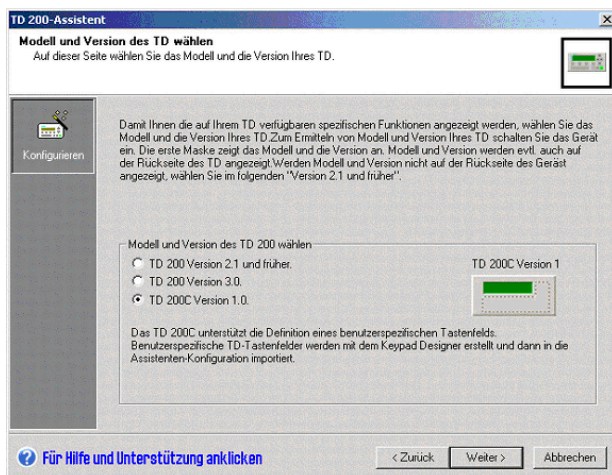 TD 200-Assistent
Modell und Version des TD wählen
Auf dieser Seite wählen Sie das Modell und die Version Ihres TD.
Konfigurieren
Damit Ihnen die auf Ihrem TD verfügbaren spezifischen Funktionen angezeigt werden, wählen Sie das
Modell und die Version Ihres TD.Zum Ermitteln von Modell und Version Ihres TD schalten Sie das Gerät
ein. Die erste Maske zeigt das Modell und die Version an. Modell und Version werden evtl. auch auf
der Rückseite des TD angezeigt.Werden Modell und Version nicht auf der Rückseite des Geräst
angezeigt, wählen Sie im folgenden "Version 2.1 und früher".
Modell und Version des TD 200 wählen
TD 200 Version 2.1 und früher.
TD 200 Version 3.0.
TD 200C Version 1.0.
TD 200C Version 1
Das TD 200C unterstützt die Definition eines benutzerspezifischen Tastenfelds.
Benutzerspezifische TD-Tastenfelder werden mit dem Keypad Designer erstellt und dann in die
Assistenten-Konfiguration importiert.
Für Hilfe und Unterstützung anklicken
< Zurück
Weiter >
Abbrechen